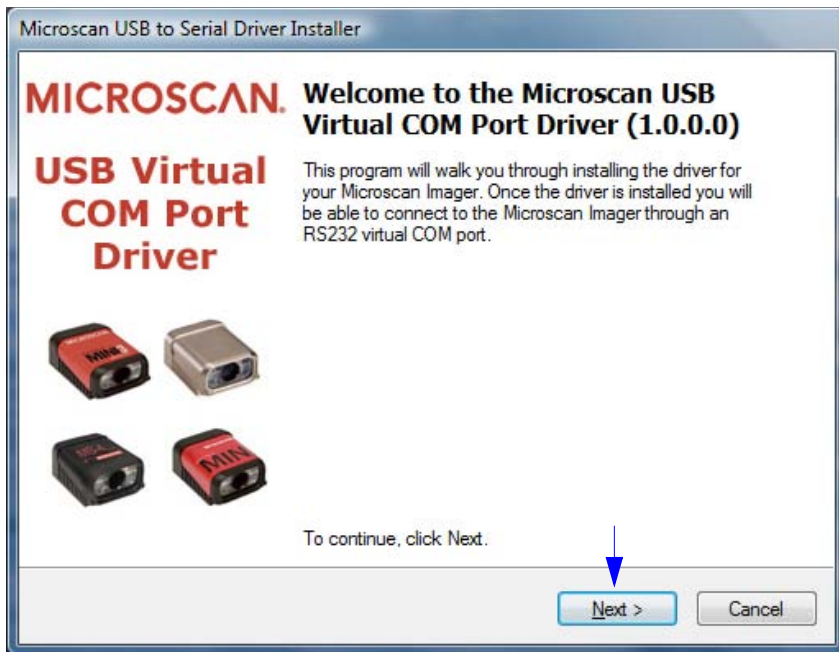 Microscan USB to Serial Driver Installer
MICROSCAN.
USB Virtual
COM Port
Driver
Welcome to the Microscan USB
Virtual COM Port Driver (1.0.0.0)
This program will walk you through installing the driver for
your Microscan Imager. Once the driver is installed you will
be able to connect to the Microscan Imager through an
RS232 virtual COM port.
MINI
MINI
To continue, click Next.
Next >
Cancel